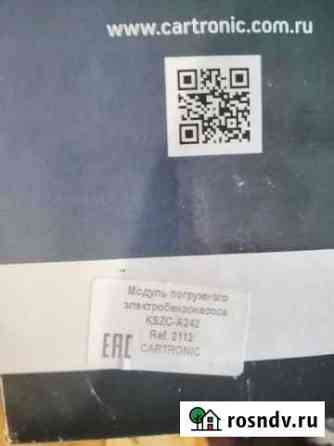 www.cartronic.com.ru
Модуль погружного
электробензонасоса
KSZC-A242
Ref. 2112
EAC CARTRONIC
rosndv.ru